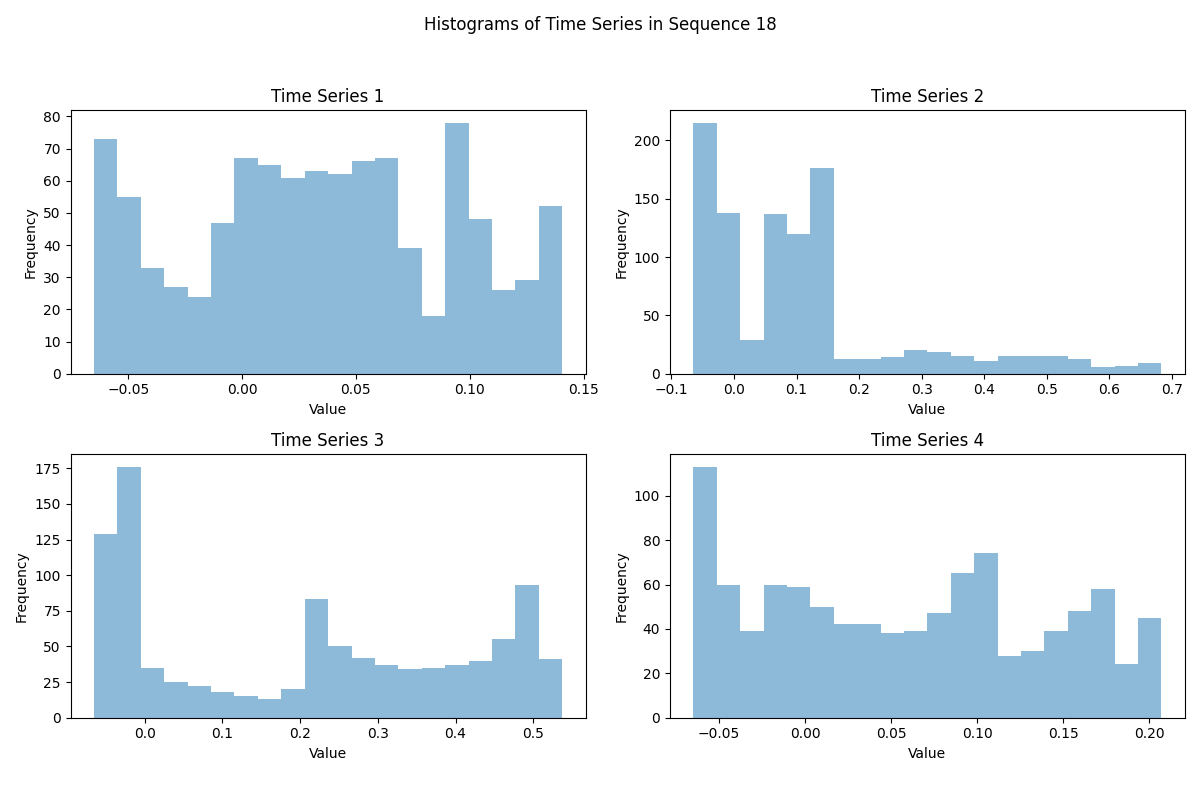 Histograms of Time Series in Sequence 18
Time Series 1
80
70
60
50
40
30
20
10
0
Frequency
−0.05 0.00 0.05 0.10 0.15
Value
Time Series 2
200
150
100
50
0
Frequency
−0.1 0.0 0.1 0.2 0.3 0.4 0.5 0.6 0.7
Value
Time Series 3
175
150
125
100
75
50
25
0
Frequency
0.0 0.1 0.2 0.3 0.4 0.5
Value
Time Series 4
100
80
60
40
20
0
Frequency
−0.05 0.00 0.05 0.10 0.15 0.20
Value